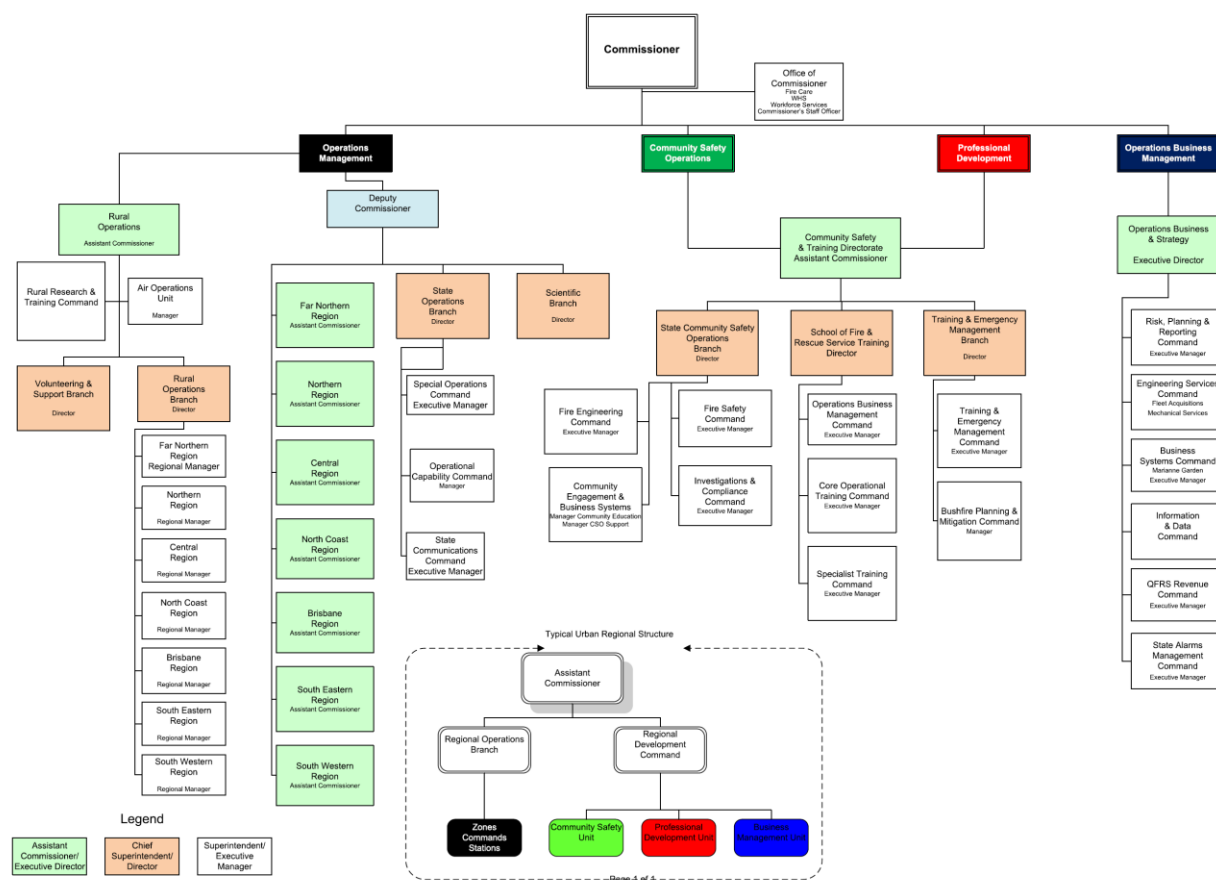 Commissioner
Office of
Commissioner
Fire Care
WHS
Workforce Services
Commissioner's Staff Officer
Operations
Management
Community Safety
Operations
Professional
Development
Operations Business
Management
Deputy
Commissioner
Rural
Operations
Assistant Commissioner
Rural Research &
Training Command
Air Operations
Unit
Manager
Volunteering &
Support Branch
Director
Rural
Operations
Branch
Director
Far Northern
Region
Regional Manager
Northern
Region
Regional Manager
Central
Region
Regional Manager
North Coast
Region
Regional Manager
Brisbane
Region
Regional Manager
South Eastern
Region
Regional Manager
South Western
Region
Regional Manager
Far Northern
Region
Assistant Commissioner
Northern
Region
Assistant Commissioner
Central
Region
Assistant Commissioner
North Coast
Region
Assistant Commissioner
Brisbane
Region
Assistant Commissioner
South Eastern
Region
Assistant Commissioner
South Western
Region
Assistant Commissioner
State
Operations
Branch
Director
Scientific
Branch
Director
Special Operations
Command
Executive Manager
Operational
Capability Command
Manager
State
Communications
Command
Executive Manager
Community Safety
& Training Directorate
Assistant Commissioner
State Community Safety
Operations
Branch
Director
School of Fire &
Rescue Service Training
Director
Training & Emergency
Management
Branch
Director
Fire Engineering
Command
Executive Manager
Fire Safety
Command
Executive Manager
Community
Engagement &
Business Systems
Manager Community Education
Manager CSO Support
Investigations &
Compliance
Command
Executive Manager
Operations Business
Management
Command
Executive Manager
Core Operational
Training Command
Executive Manager
Specialist Training
Command
Executive Manager
Training &
Emergency
Management
Command
Executive Manager
Bushfire Planning &
Mitigation Command
Manager
Operations Business
& Strategy
Executive Director
Risk, Planning &
Reporting
Command
Executive Manager
Engineering Services
Command
Fleet Acquisitions
Mechanical Services
Business
Systems Command
Marianne Garden
Executive Manager
Information
& Data
Command
QFRS Revenue
Command
Executive Manager
State Alarms
Management
Command
Executive Manager
Typical Urban Regional Structure
Assistant
Commissioner
Regional Operations
Branch
Regional
Development
Command
Zones
Commands
Stations
Community Safety
Unit
Professional
Development Unit
Business
Management Unit
Page 1 of 1
Legend
Assistant
Commissioner/
Executive Director
Chief
Superintendent/
Director
Superintendent/
Executive
Manager